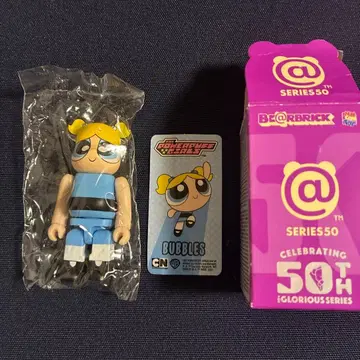 THE
POWERPUFF
GIRLS
BUBBLES
CN
@
SERIES50
BE@RBRICK
@
SERIES50
CELEBRATING
50TH
GLORIOUS SERIES